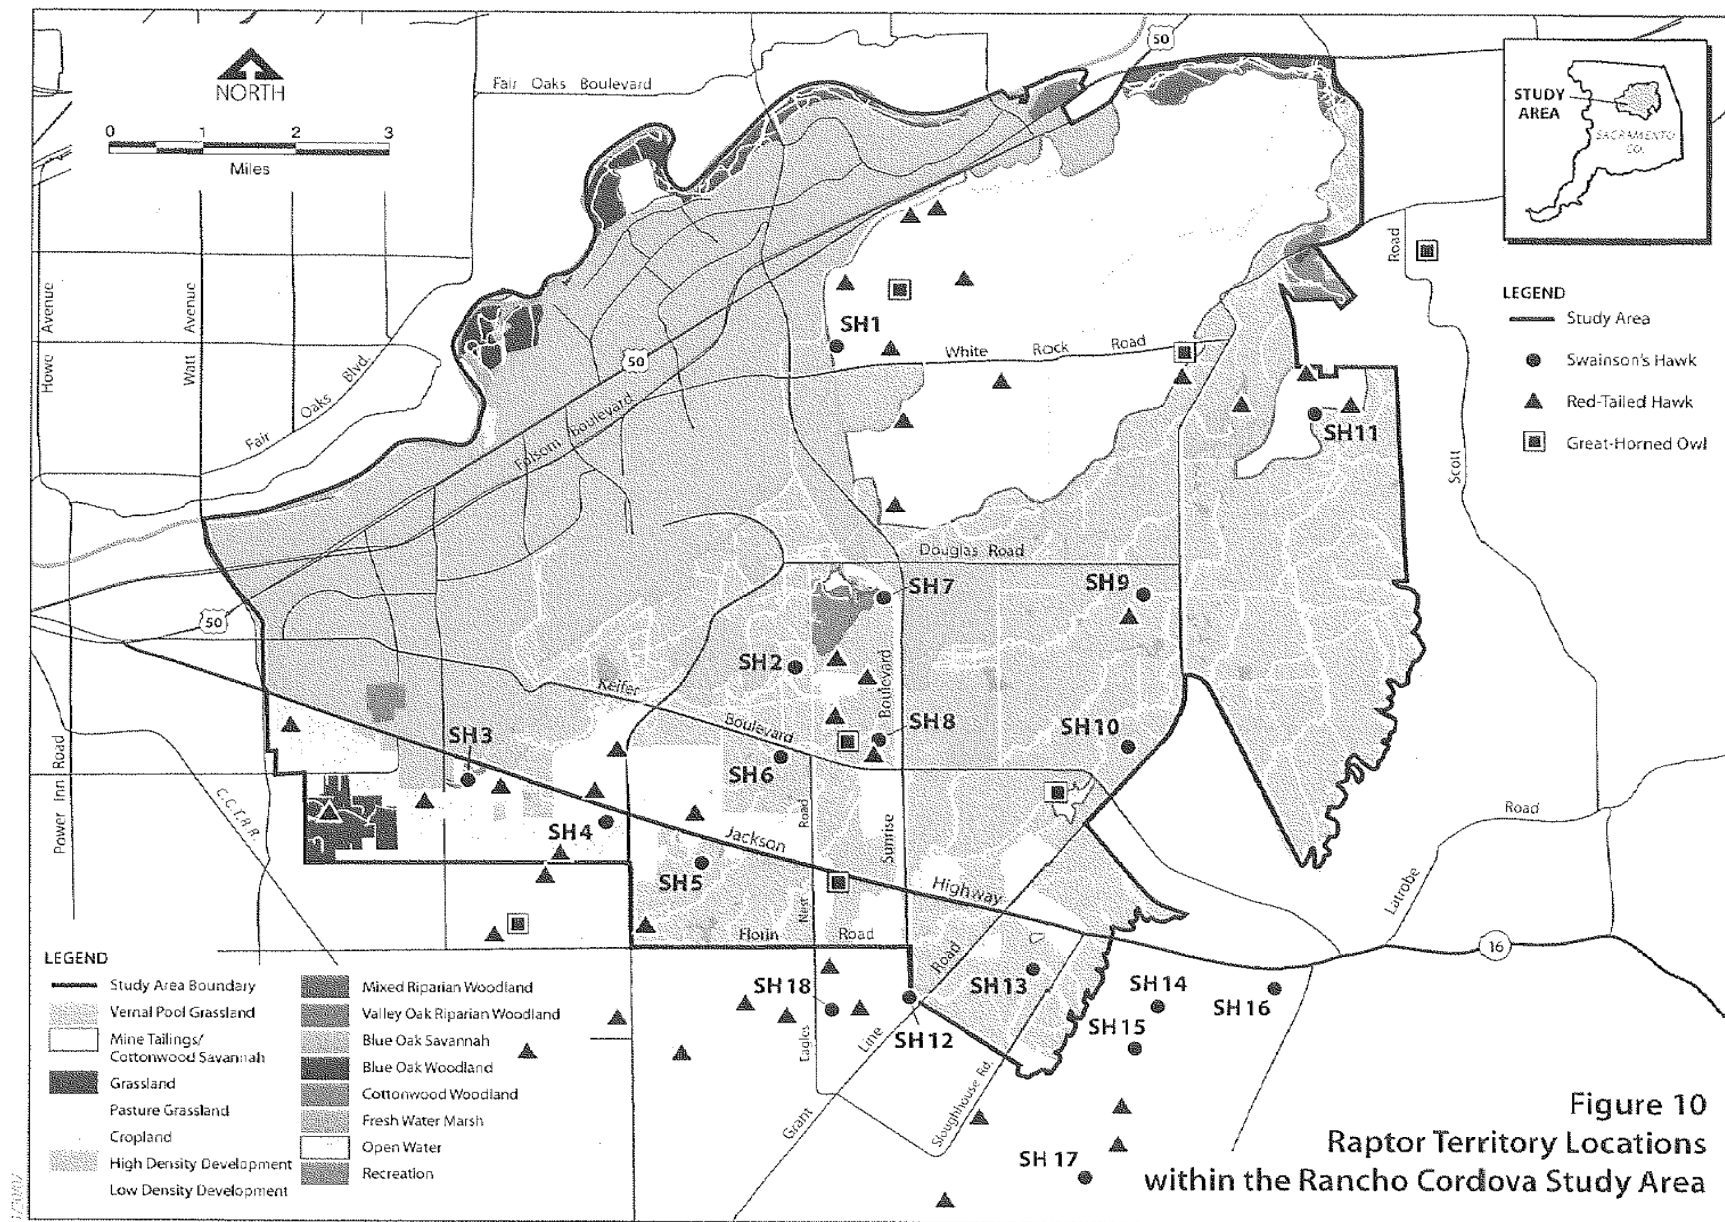 50
Fair Oaks Boulevard
NORTH
0 1 2 3
Miles
STUDY
AREA
SACRAMENTO
CO.
Howe Avenue
Watt Avenue
Fair Oaks Blvd.
50
Folsom Boulevard
SH1
White Rock Road
Road
Scott
LEGEND
Study Area
Swainson's Hawk
Red-Tailed Hawk
Great-Horned Owl
SH11
Douglas Road
SH7
SH9
50
SH2
Keifer
Boulevard
Boulevard
Sunrise
SH8
SH10
SH3
SH6
Power Inn Road
C.C.T.R.R.
SH4
Jackson
Highway
SH5
Road
Nest
Eagles
Florin Road
Road
Latrobe
16
Grant Line Road
SH18
SH13
SH14
SH15
SH16
SH12
Sloughhouse Rd.
SH 17
LEGEND
Study Area Boundary
Vernal Pool Grassland
Mine Tailings/
Cottonwood Savannah
Grassland
Pasture Grassland
Cropland
High Density Development
Low Density Development
Mixed Riparian Woodland
Valley Oak Riparian Woodland
Blue Oak Savannah
Blue Oak Woodland
Cottonwood Woodland
Fresh Water Marsh
Open Water
Recreation
Figure 10
Raptor Territory Locations
within the Rancho Cordova Study Area